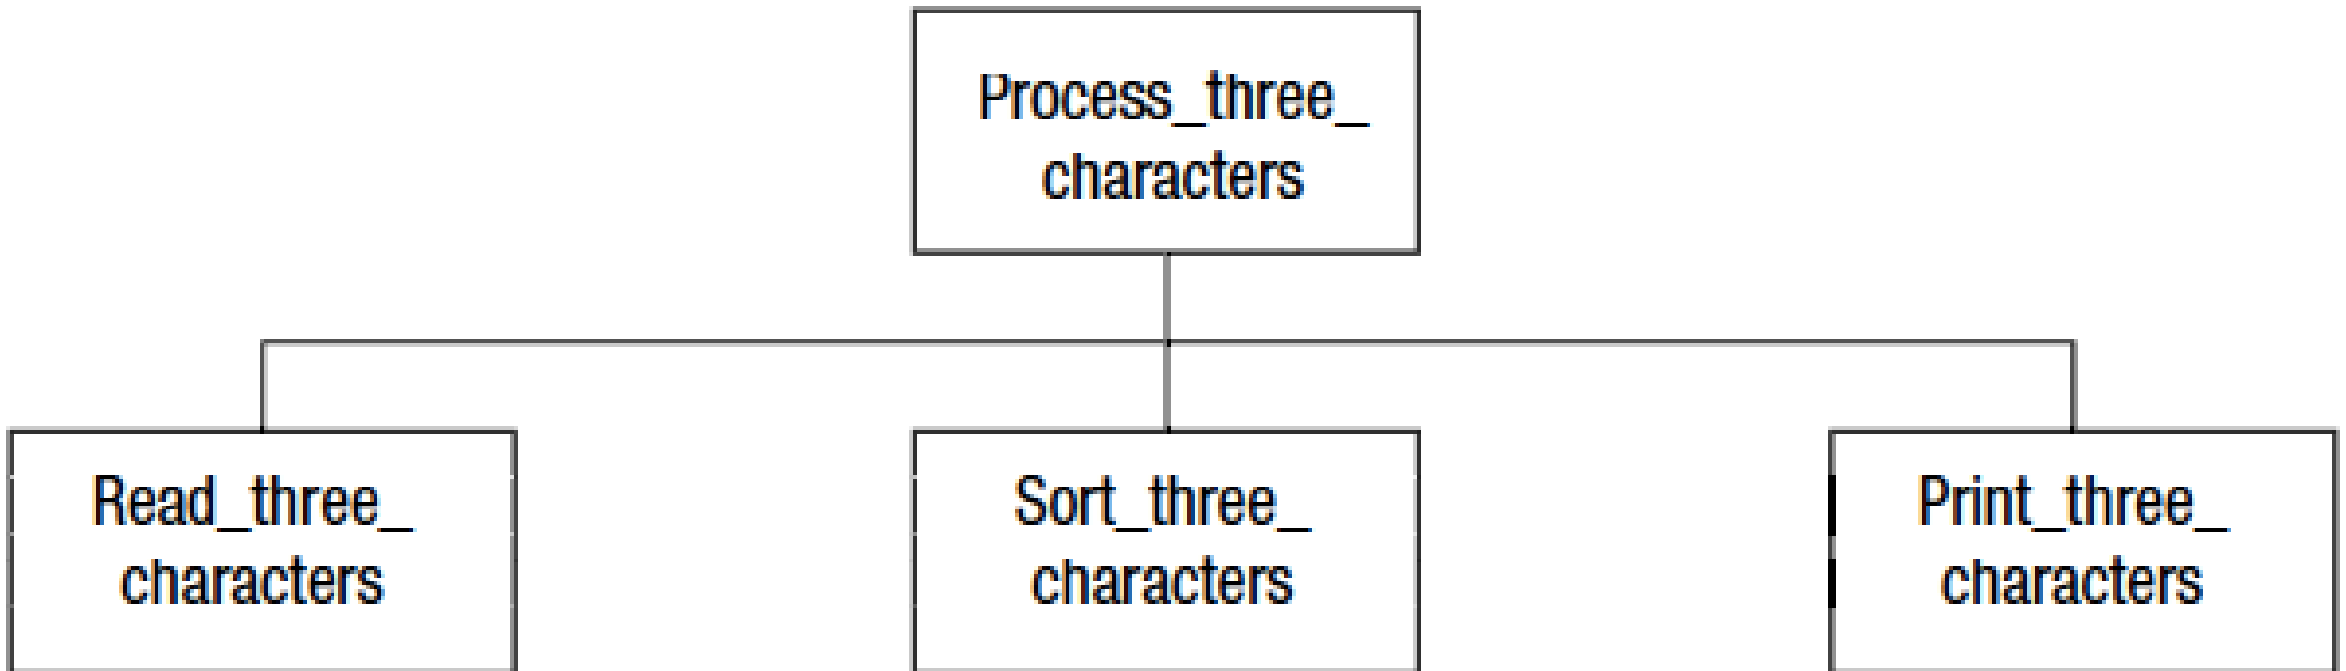 Process_three_
characters
Read_three_
characters
Sort_three_
characters
Print_three_
characters